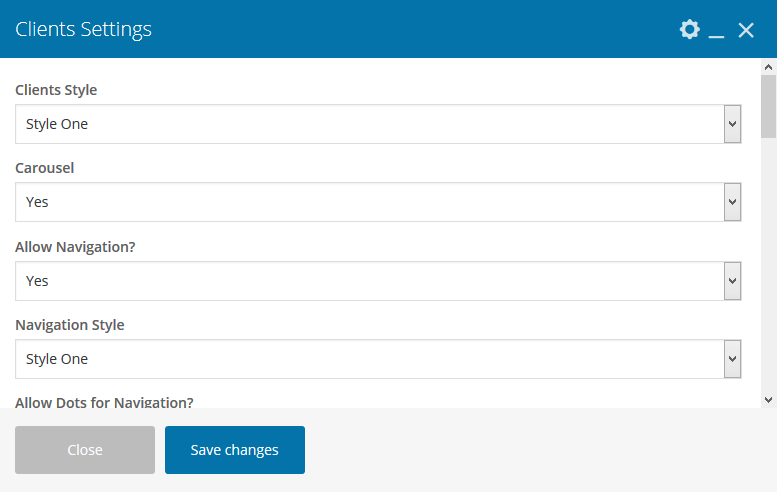 Clients Settings
Clients Style
Style One
Carousel
Yes
Allow Navigation?
Yes
Navigation Style
Style One
Allow Dots for Navigation?
Close
Save changes